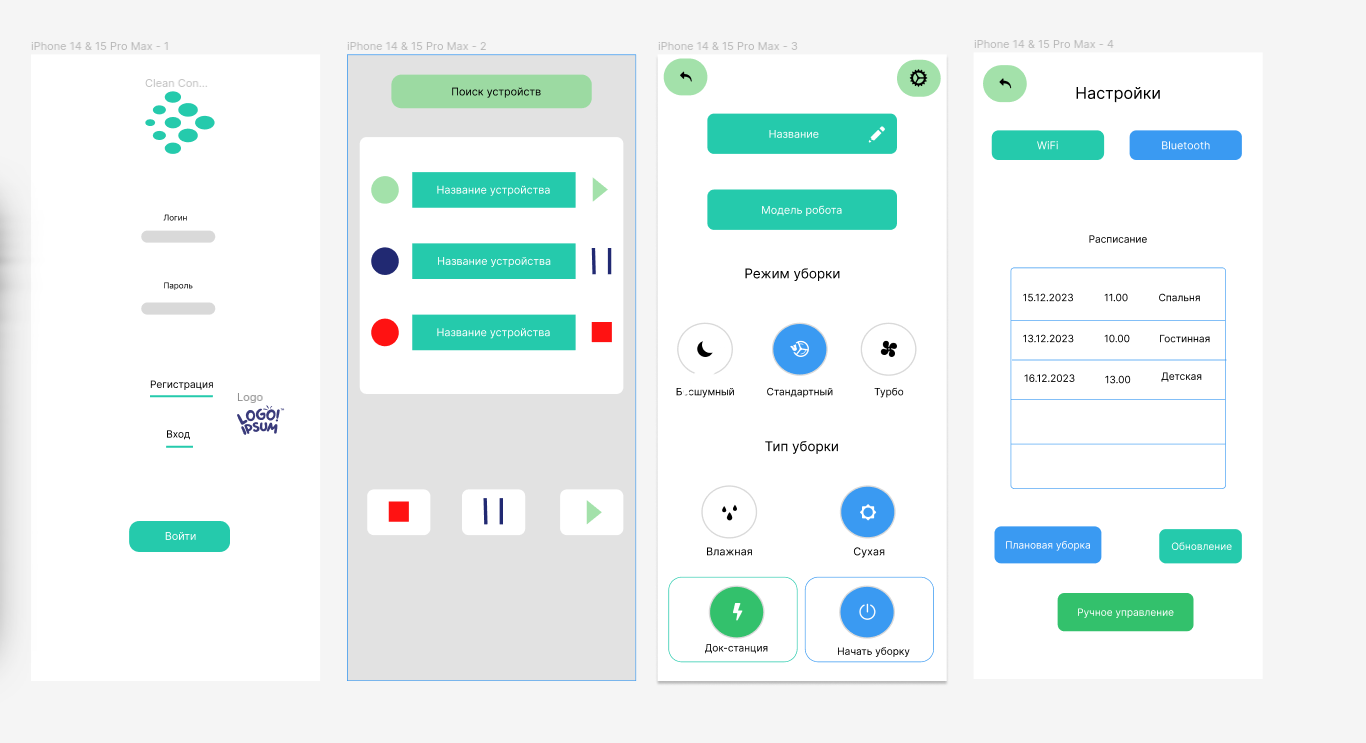 iPhone 14 & 15 Pro Max - 1
Clean Con...
Логин
Пароль
Регистрация
Logo
LOGO!
IPSUM
Вход
Войти
iPhone 14 & 15 Pro Max - 2
Поиск устройств
Название устройства
Название устройства
Название устройства
iPhone 14 & 15 Pro Max - 3
Название
Модель робота
Режим уборки
Бесшумный Стандартный Турбо
Тип уборки
Влажная Сухая
Док-станция Начать уборку
iPhone 14 & 15 Pro Max - 4
Настройки
WiFi Bluetooth
Расписание
15.12.2023 11.00 Спальня
13.12.2023 10.00 Гостинная
16.12.2023 13.00 Детская
Плановая уборка Обновление
Ручное управление